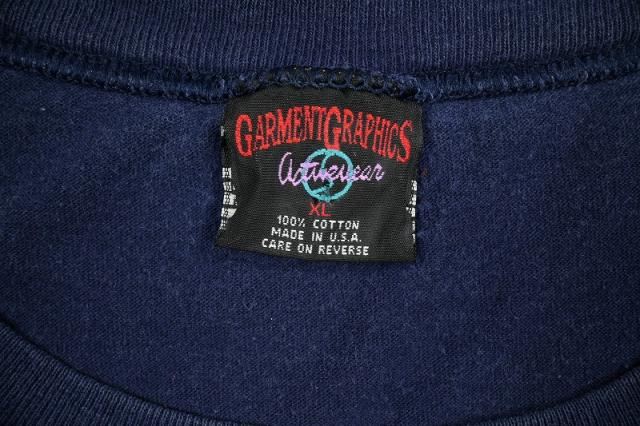 GARMENTGRAPHICS
Activewear
XL
100% COTTON
MADE IN U.S.A.
CARE ON REVERSE